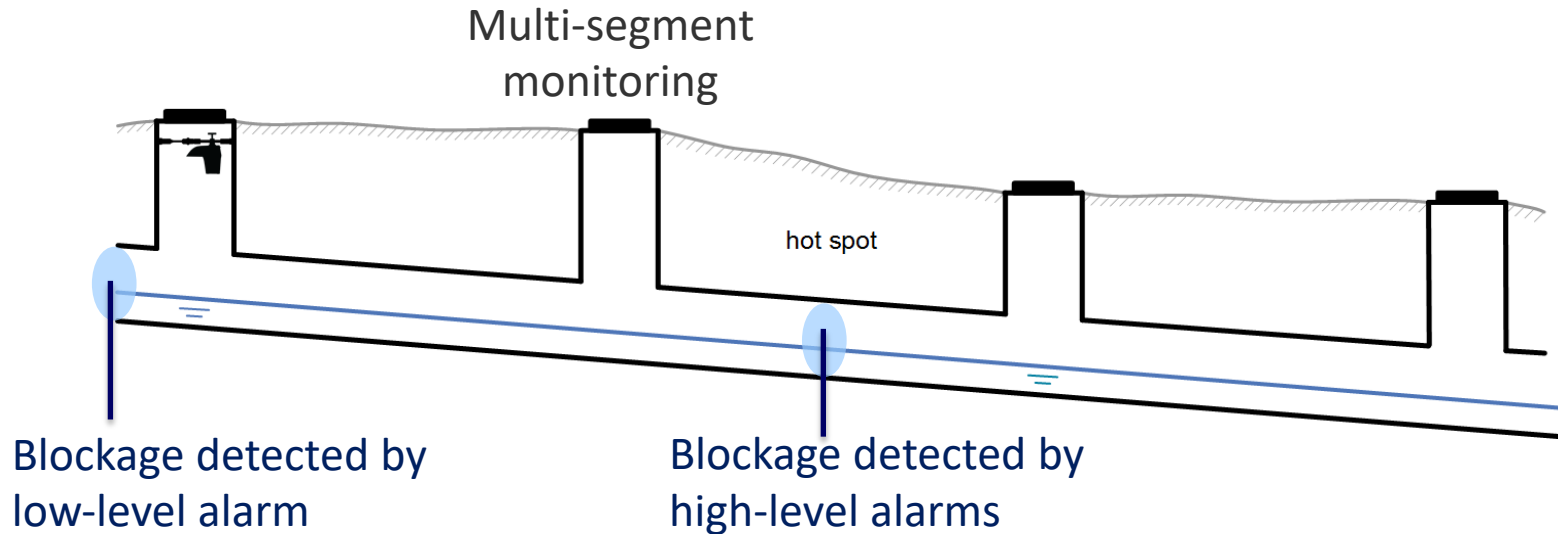 Multi-segment
monitoring
hot spot
Blockage detected by
low-level alarm
Blockage detected by
high-level alarms